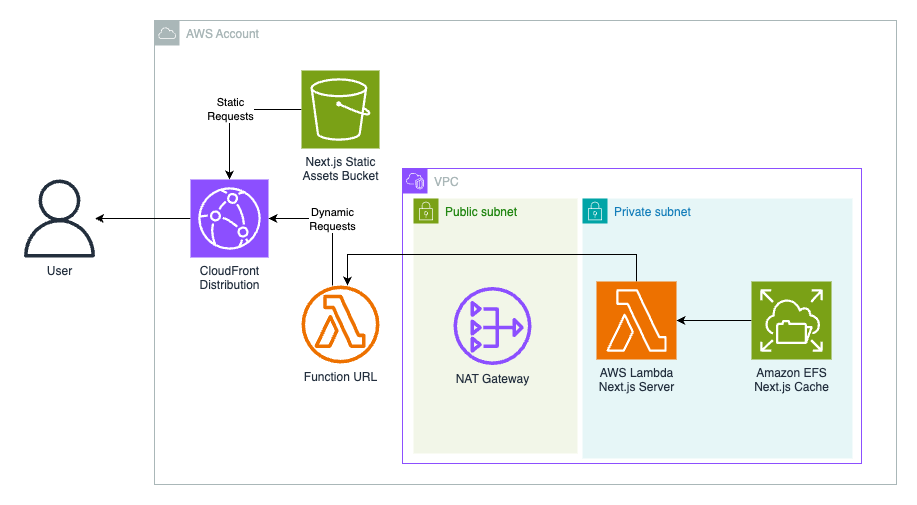 AWS Account
Static
Requests
Next.js Static
Assets Bucket
VPC
Public subnet
Private subnet
Dynamic
Requests
User
CloudFront
Distribution
Function URL
NAT Gateway
AWS Lambda
Next.js Server
Amazon EFS
Next.js Cache